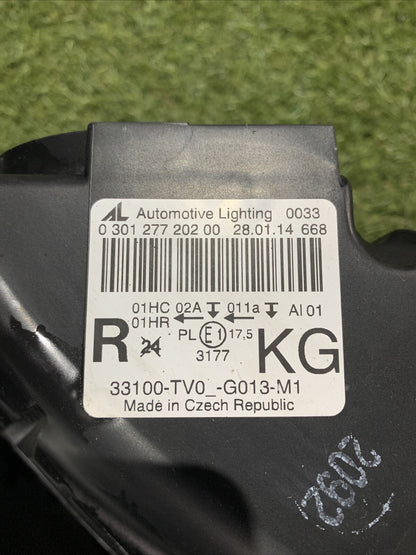 AL Automotive Lighting 0033
0 301 277 202 00 28.01.14 668
01HC 02A 011a AI 01
01HR
R 24 PL E1 17,5 KG
3177
33100-TV0_-G013-M1
Made in Czech Republic
2092